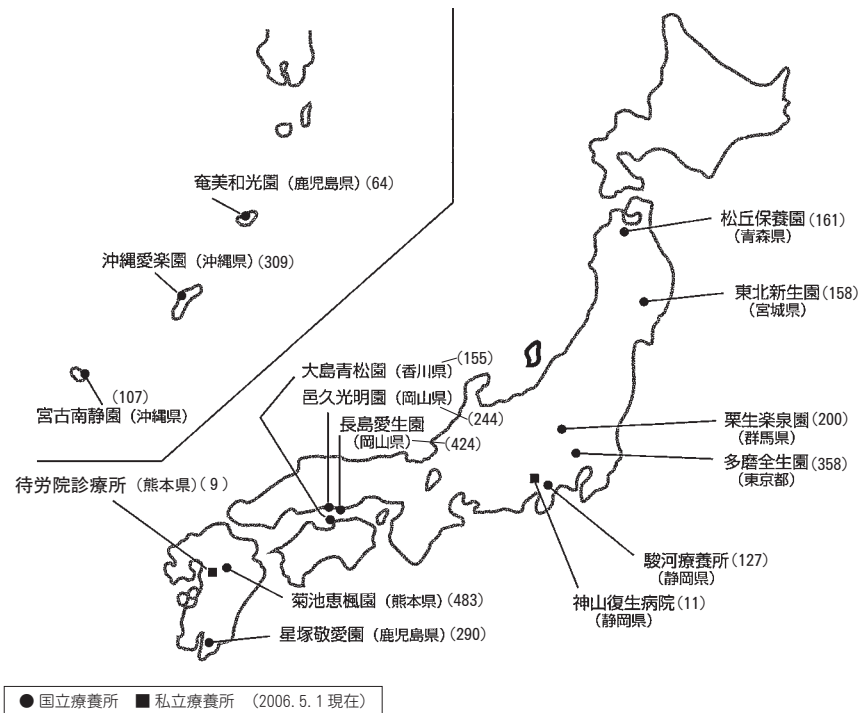 奄美和光園（鹿児島県）(64)
沖縄愛楽園（沖縄県）(309)
(107)
宮古南静園（沖縄県）
松丘保養園(161)
（青森県）
東北新生園(158)
（宮城県）
大島青松園（香川県）(155)
邑久光明園（岡山県）(244)
長島愛生園
（岡山県）(424)
栗生楽泉園(200)
（群馬県）
多磨全生園(358)
（東京都）
待労院診療所（熊本県）(9)
駿河療養所(127)
（静岡県）
神山復生病院(11)
（静岡県）
菊池恵楓園（熊本県）(483)
星塚敬愛園（鹿児島県）(290)
●国立療養所 ■私立療養所 （2006.5.1現在）